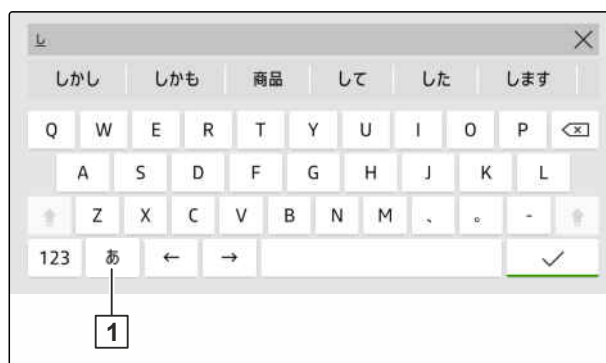 し
しかし しかも 商品 して した します
Q W E R T Y U I O P
A S D F G H J K L
Z X C V B N M 、 。 -
123 あ ← →
1